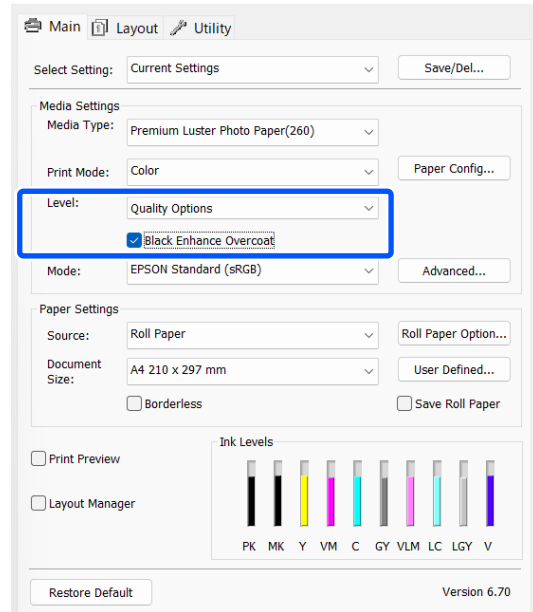 Main Layout Utility
Select Setting: Current Settings Save/Del...
Media Settings
Media Type: Premium Luster Photo Paper(260)
Print Mode: Color Paper Config...
Level: Quality Options
Black Enhance Overcoat
Mode: EPSON Standard (sRGB) Advanced...
Paper Settings
Source: Roll Paper Roll Paper Option...
Document
Size: A4 210 x 297 mm User Defined...
Borderless Save Roll Paper
Ink Levels
Print Preview
Layout Manager
PK MK Y VM C GY VLM LC LGY V
Restore Default Version 6.70